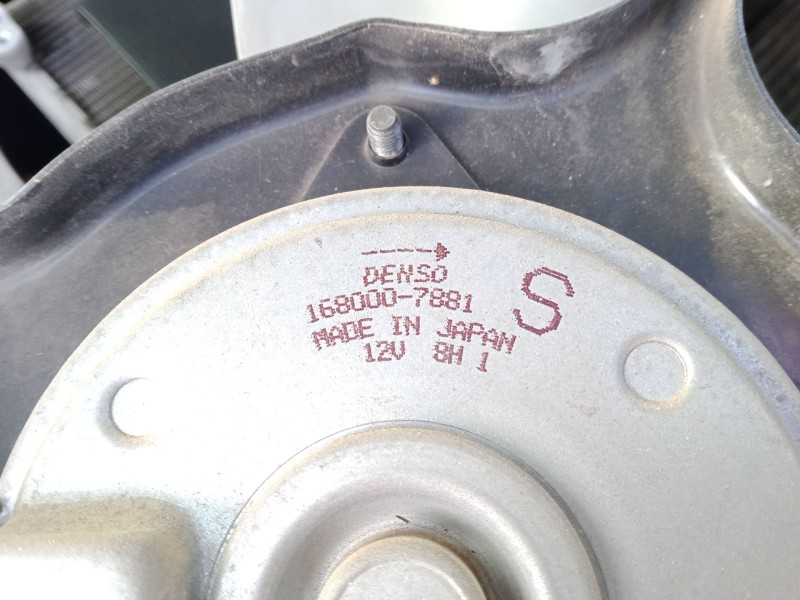 DENSO
168000-7881
S
MADE IN JAPAN
12V 8H 1